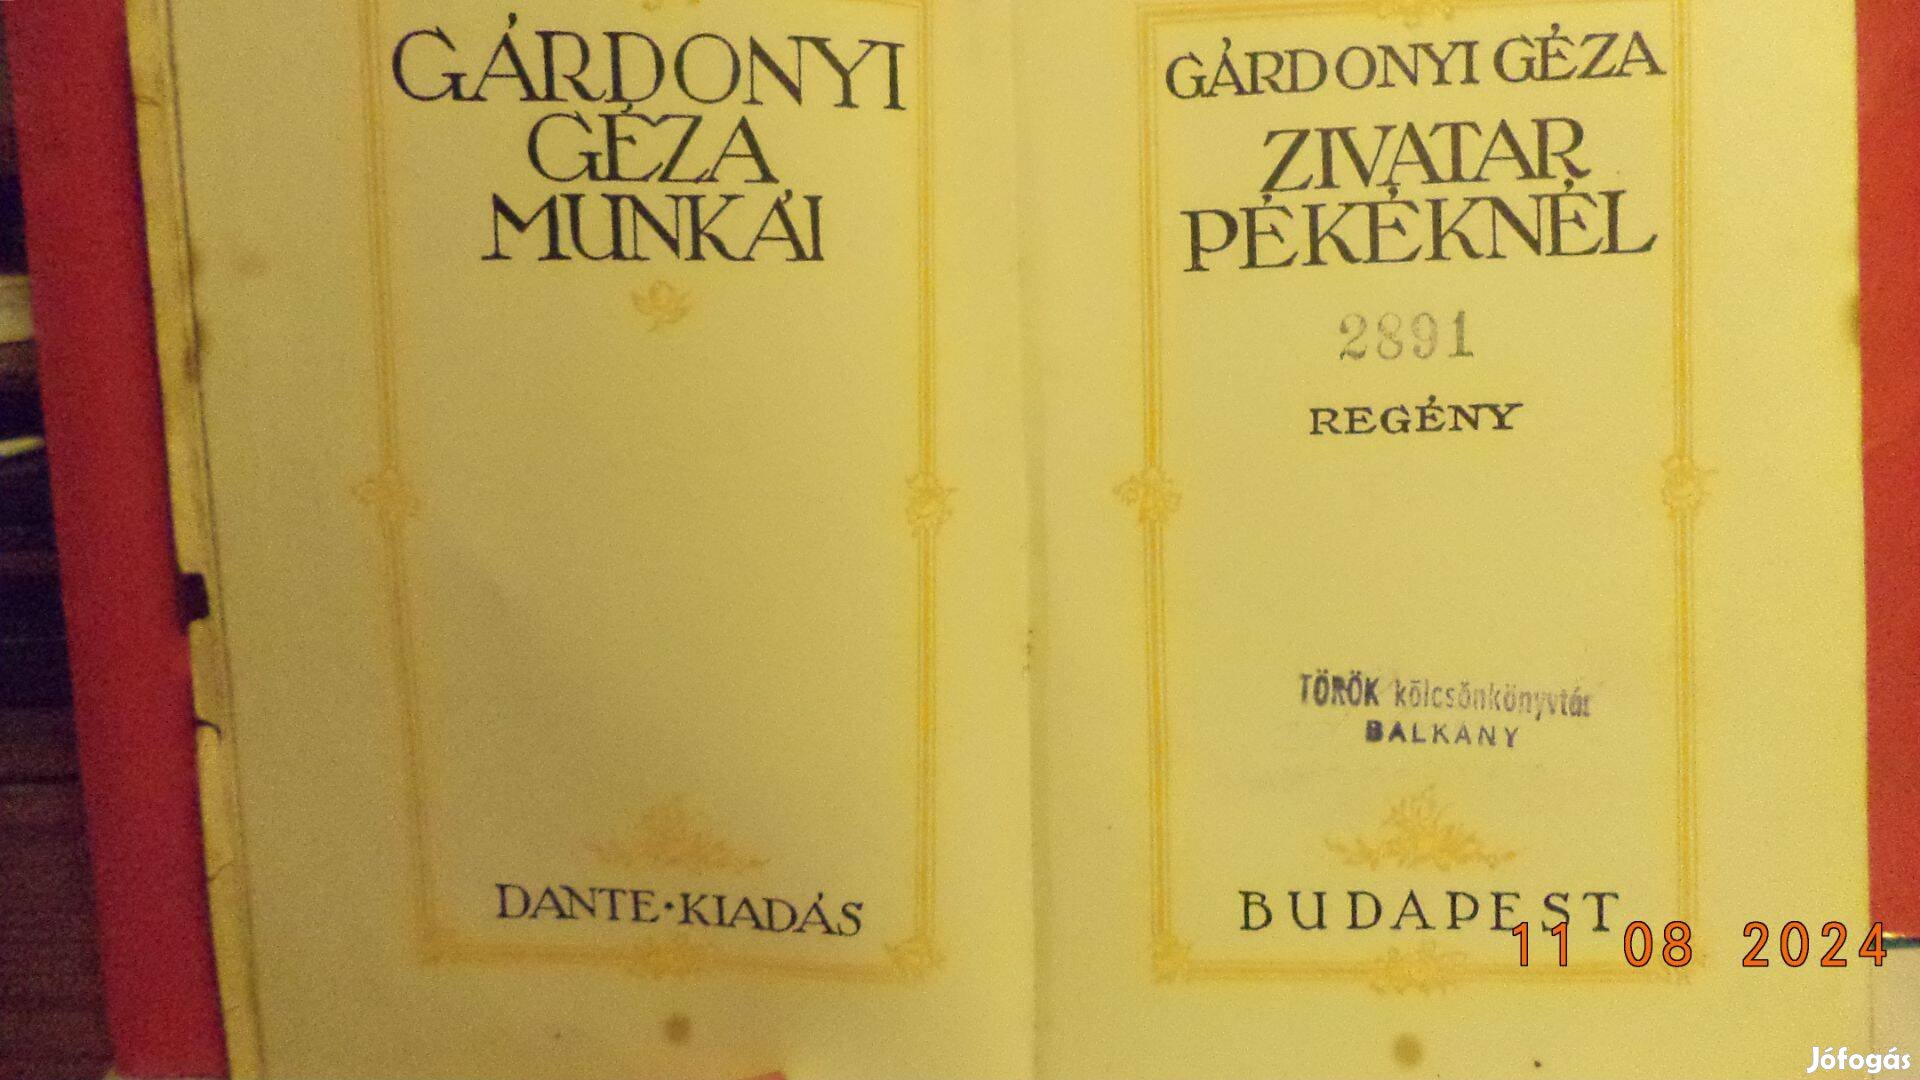 GÁRDONYI
GÉZA
MUNKÁI
DANTE·KIADÁS
GÁRDONYI GÉZA
ZIVATAR
PÉKÉKNÉL
2891
REGÉNY
TÖRÖK kölcsönkönyvtár
BALKÁNY
BUDAPEST
11 08 2024
Jófogás